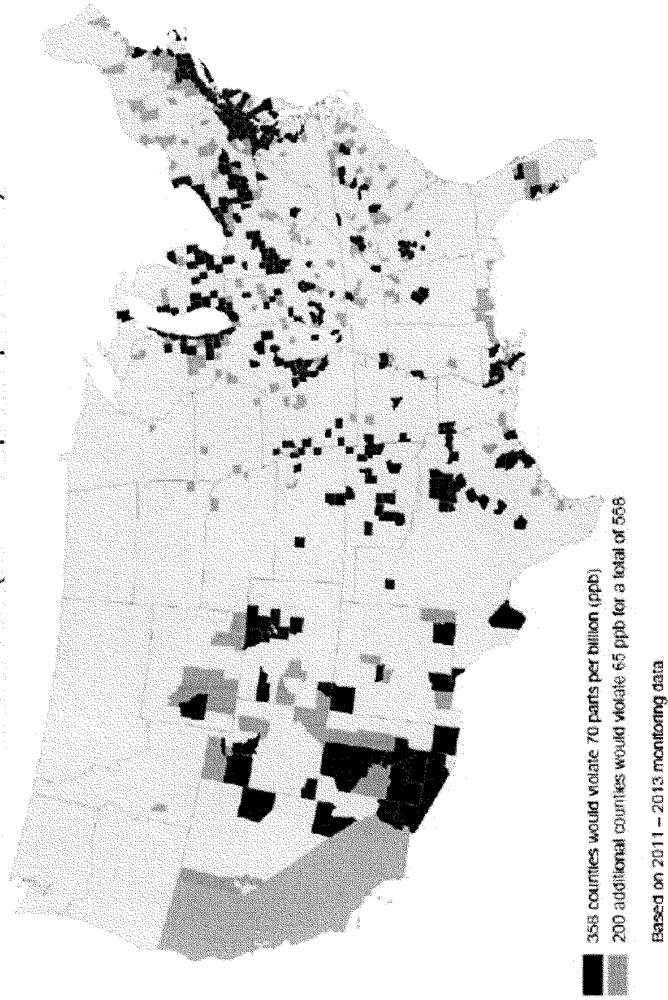 358 counties would violate 70 parts per billion (ppb)
200 additional counties would violate 65 ppb for a total of 558
Based on 2011 – 2013 monitoring data